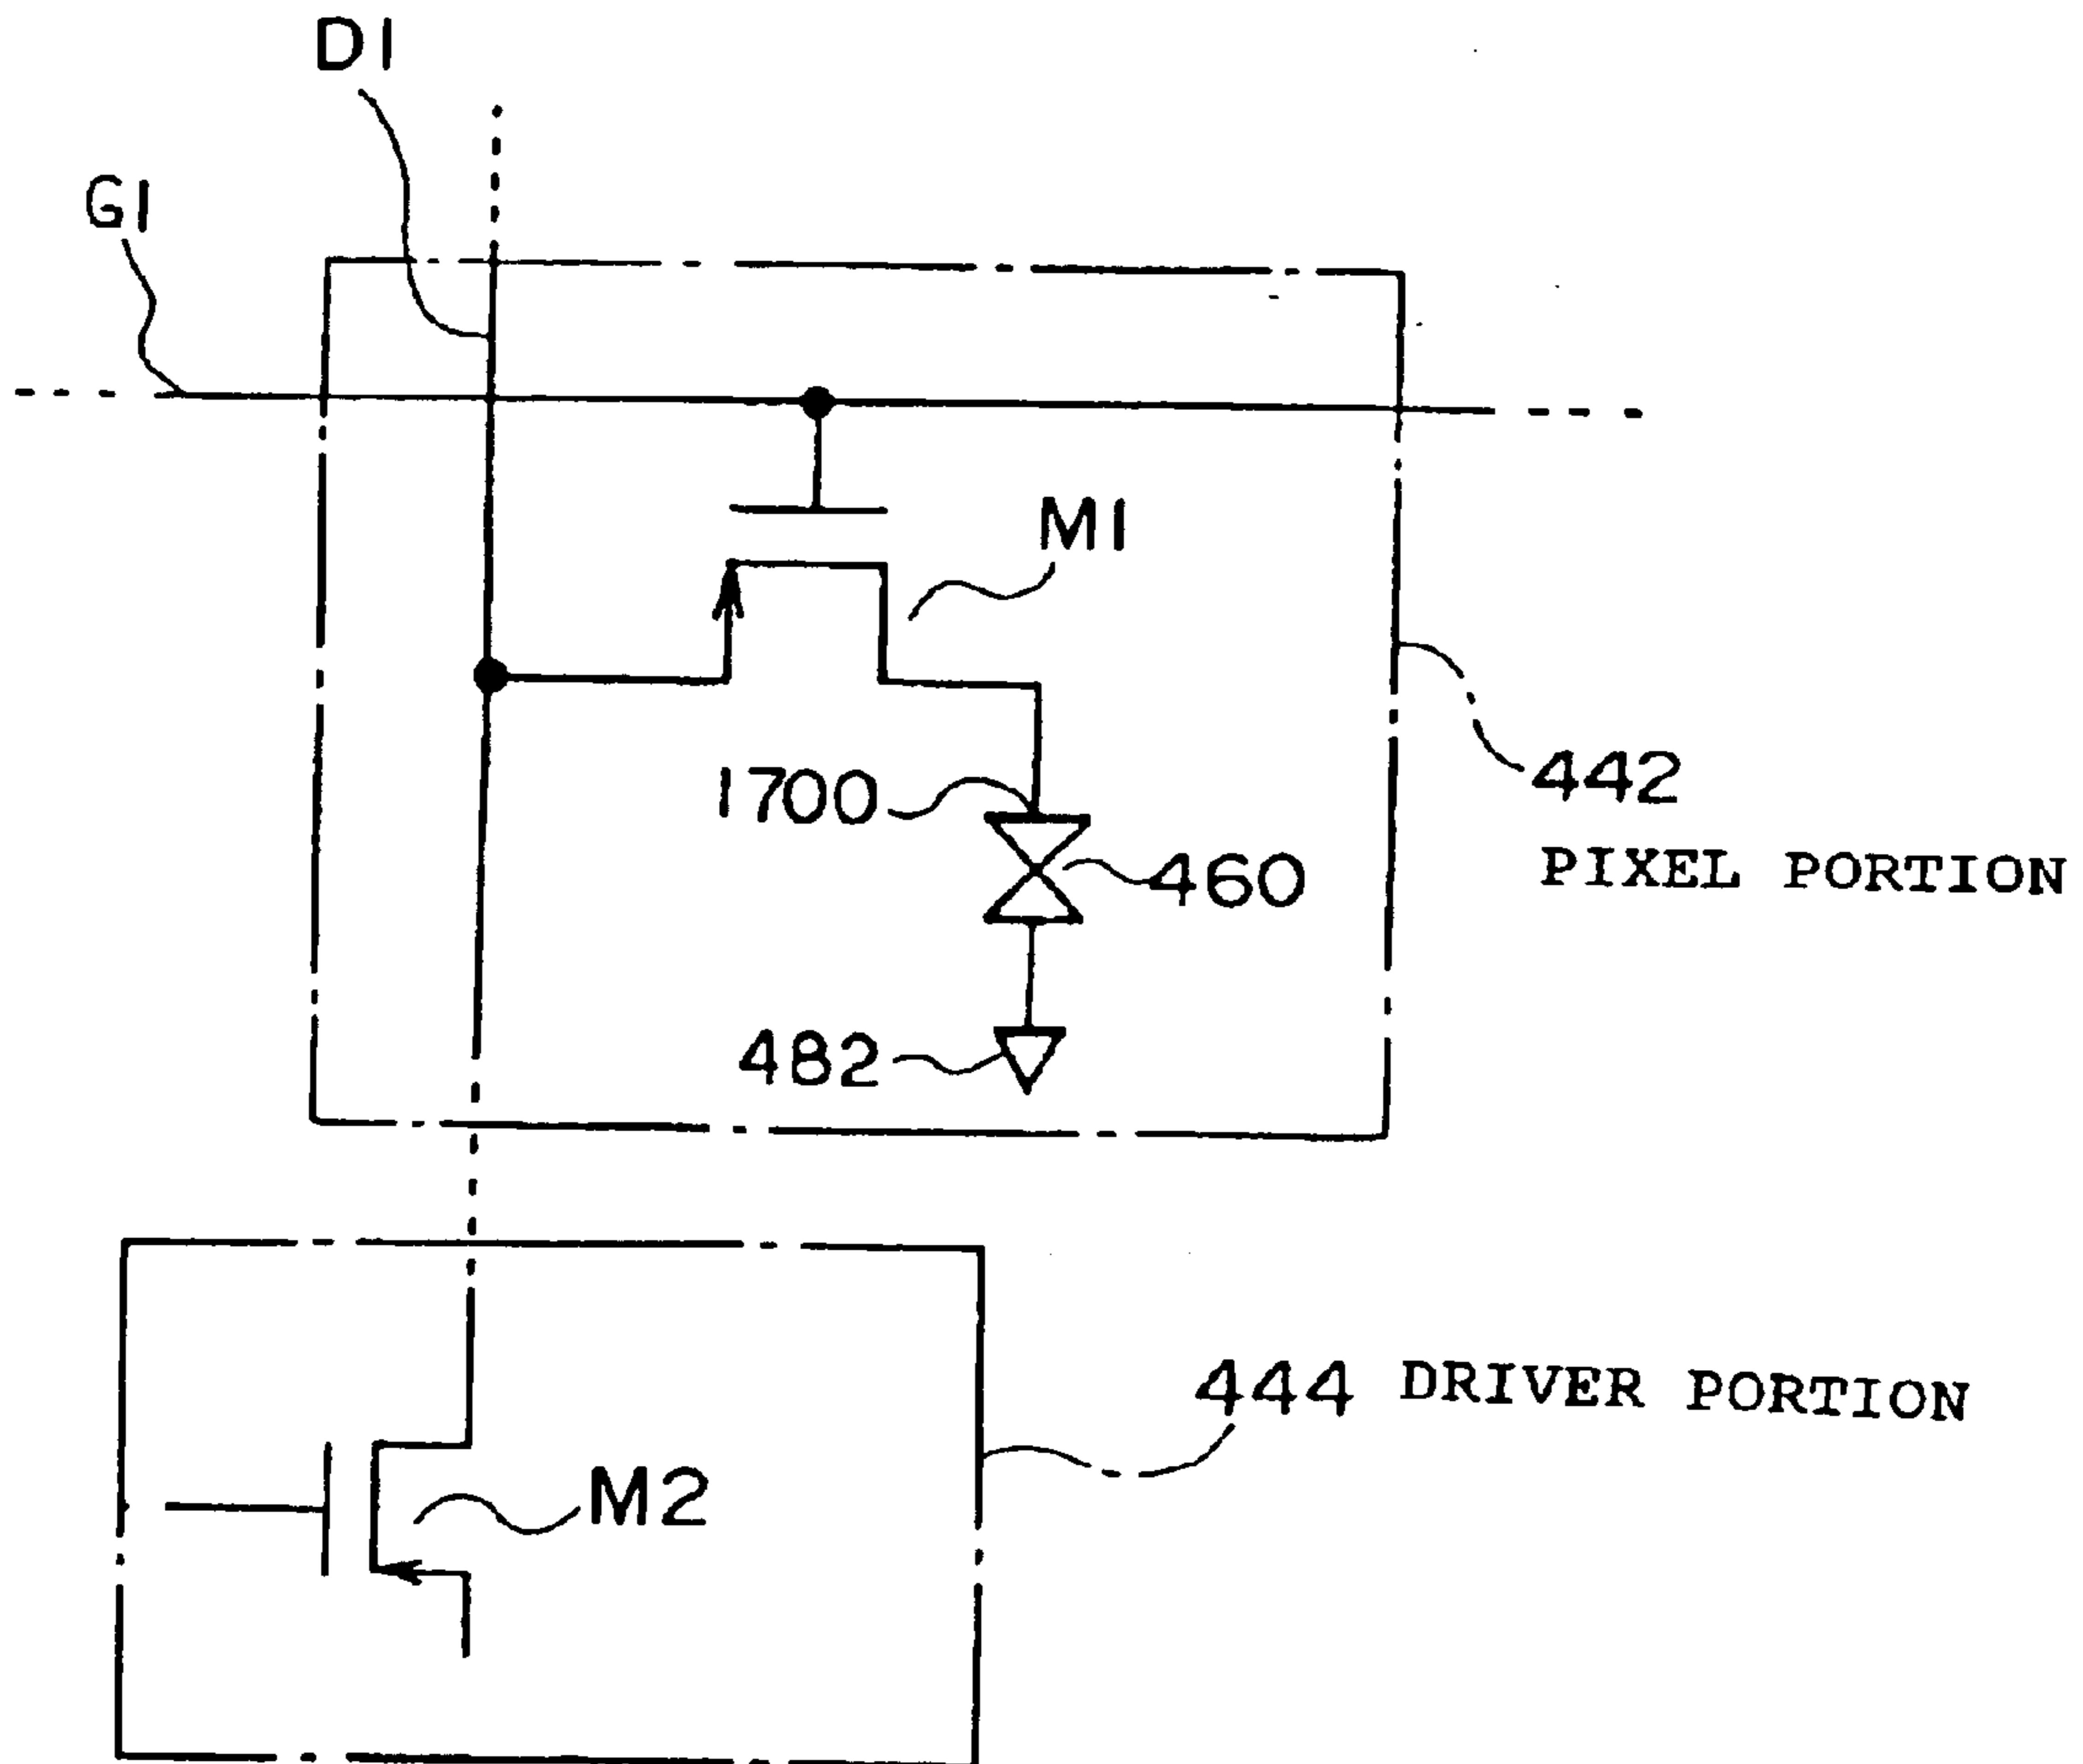 D1
G1
M1
1700
442
460
PIXEL PORTION
482
444 DRIVER PORTION
M2